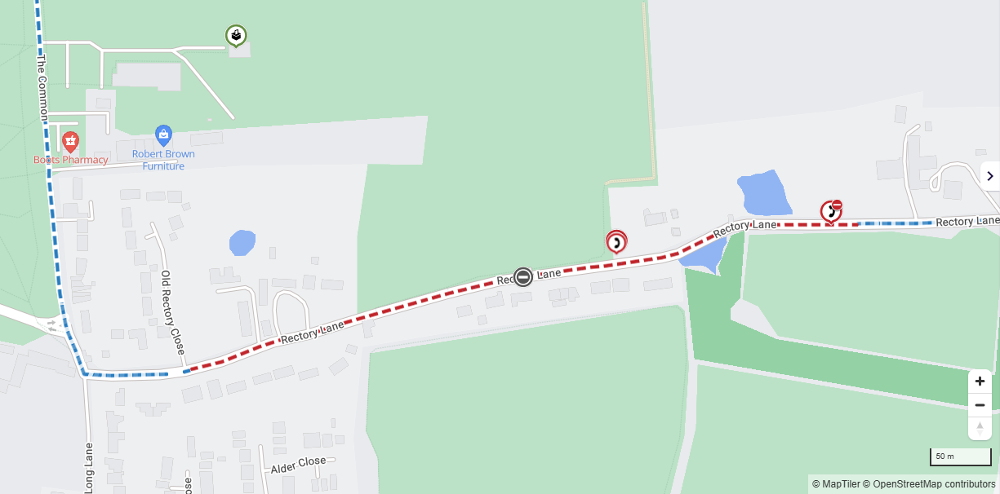 The Common
Boots Pharmacy
Robert Brown
Furniture
Rectory Lane
Rectory Lane
Old Rectory Close
Rectory Lane
Rectory Lane
Long Lane
Alder Close
ose
50 m
© MapTiler © OpenStreetMap contributors